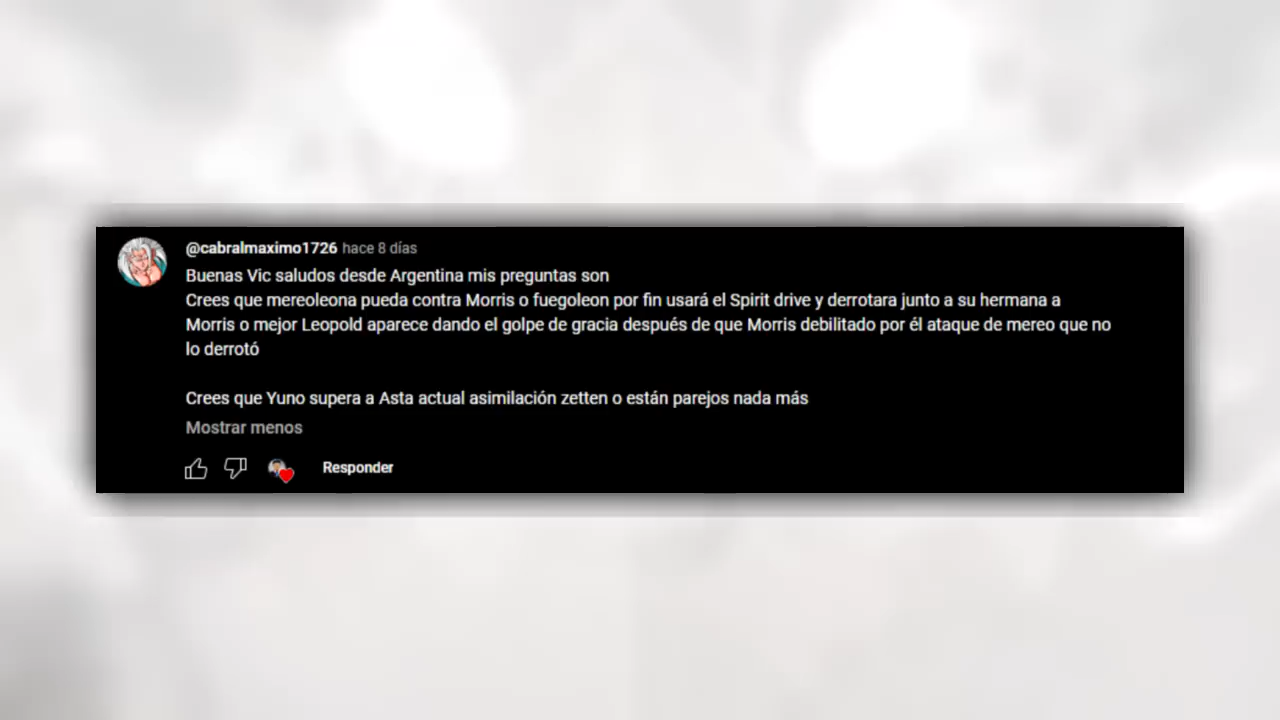 @cabralmaximo1726 hace 8 días
Buenas Vic saludos desde Argentina mis preguntas son
Crees que mereoleona pueda contra Morris o fuegoleon por fin usará el Spirit drive y derrotara junto a su hermana a
Morris o mejor Leopold aparece dando el golpe de gracia después de que Morris debilitado por él ataque de mereo que no
lo derrotó
Crees que Yuno supera a Asta actual asimilación zetten o están parejos nada más
Mostrar menos
Responder